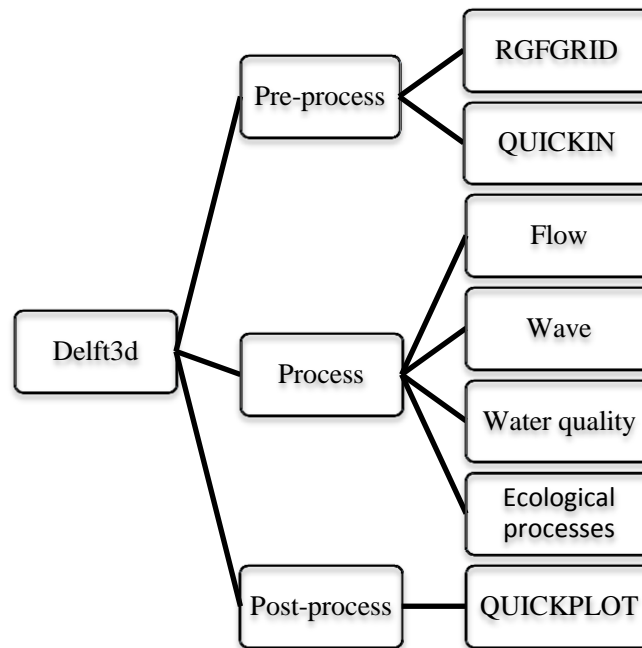 RGFGRID
Pre-process
QUICKIN
Flow
Wave
Delft3d
Process
Water quality
Ecological
processes
Post-process
QUICKPLOT